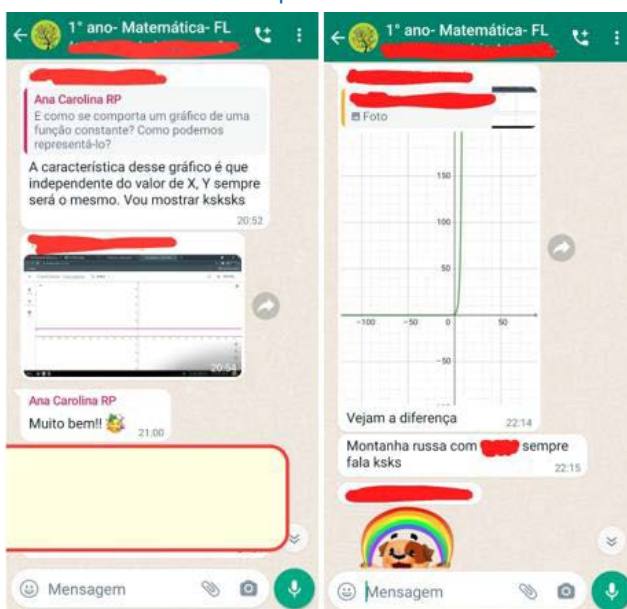 1° ano- Matemática- FL
Ana Carolina RP
E como se comporta um gráfico de uma
função constante? Como podemos
representá-lo?
A característica desse gráfico é que
independente do valor de X, Y sempre
será o mesmo. Vou mostrar ksksks
20:52
20:54
Ana Carolina RP
Muito bem!!
21:00
Mensagem
1° ano- Matemática- FL
Foto
150
100
50
-100
-50
0
50
-50
Vejam a diferença
22:14
Montanha russa com sempre
fala ksks
22:15
Mensagem